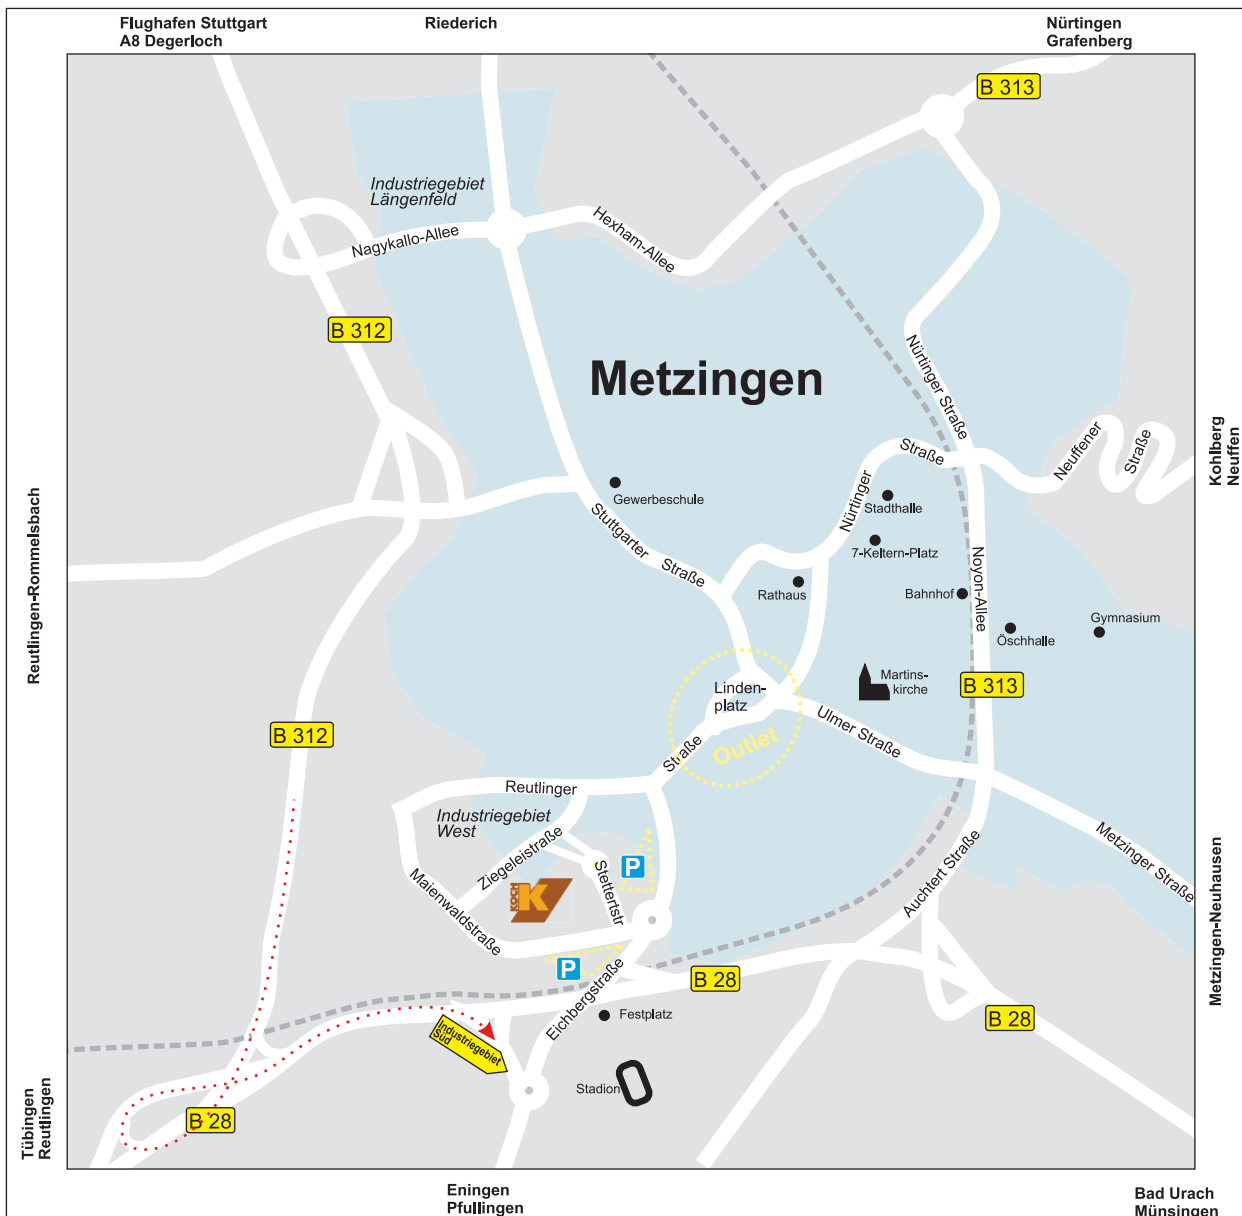 Flughafen Stuttgart
A8 Degerloch
Riederich
Nürtingen
Grafenberg
B 313
Industriegebiet
Längenfeld
Nagykallo-Allee
Hexham-Allee
B 312
Metzingen
Nürtinger Straße
Neuffener
Straße
Kohlberg
Neuffen
Straße
Nürtinger
Gewerbeschule
Stadthalle
Stuttgarter Straße
7-Keltern-Platz
Noyon-Allee
Rathaus
Bahnhof
Gymnasium
Öschhalle
Reutlingen-Rommelsbach
Martins-
kirche
B 313
Linden-
platz
Ulmer Straße
B 312
Outlet
Straße
Reutlinger
Industriegebiet
West
Ziegeleistraße
Stettertstr
P
Maienwaldstraße
KOCH
K
Auchtert Straße
Metzinger Straße
Metzingen-Neuhausen
P
B 28
Eichbergstraße
Festplatz
B 28
Industriegebiet
Süd
Stadion
B 28
Tübingen
Reutlingen
Eningen
Pfullingen
Bad Urach
Münsingen